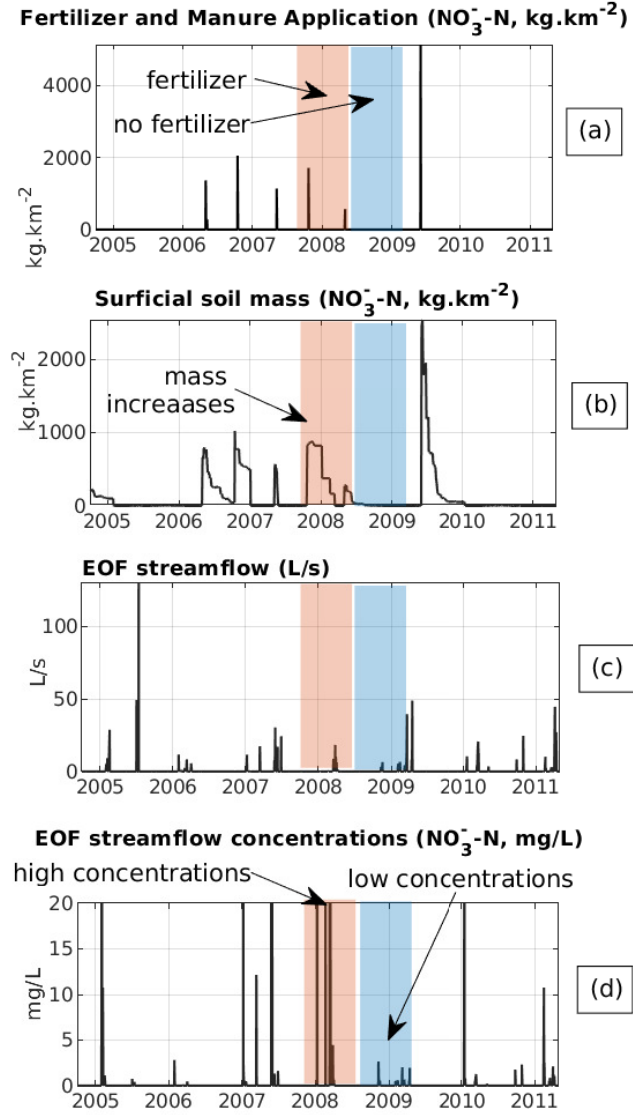 Fertilizer and Manure Application (NO₃⁻-N, kg.km⁻²)
4000
2000
0
kg.km⁻²
fertilizer
no fertilizer
(a)
2005 2006 2007 2008 2009 2010 2011
Surficial soil mass (NO₃⁻-N, kg.km⁻²)
2000
1000
0
kg.km⁻²
mass
increaases
(b)
2005 2006 2007 2008 2009 2010 2011
EOF streamflow (L/s)
100
50
0
L/s
(c)
2005 2006 2007 2008 2009 2010 2011
EOF streamflow concentrations (NO₃⁻-N, mg/L)
high concentrations
low concentrations
20
15
10
5
0
mg/L
(d)
2005 2006 2007 2008 2009 2010 2011